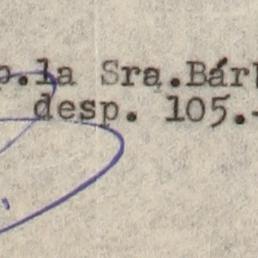 p.la Sra.Bár
desp. 105.-